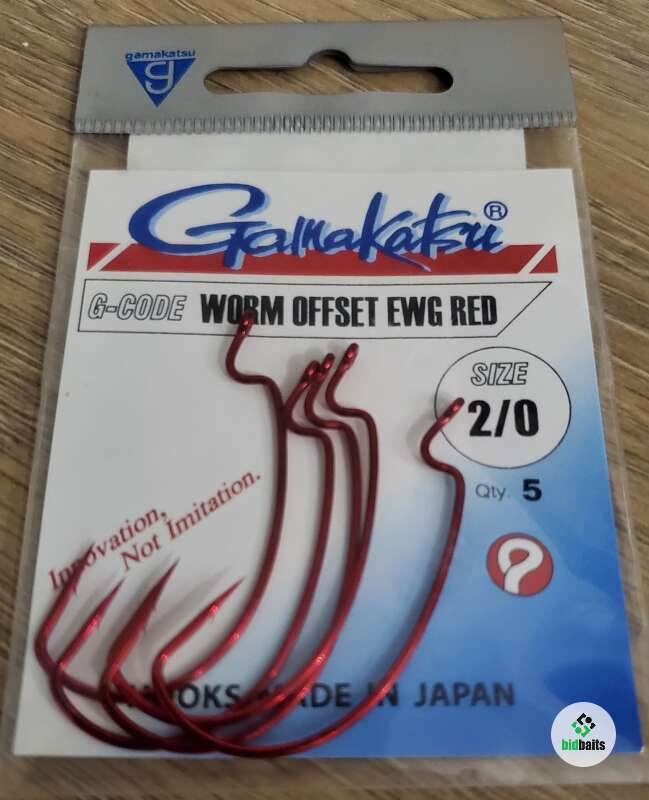 gamakatsu
g
Gamakatsu®
G-CODE WORM OFFSET EWG RED
SIZE
2/0
Qty. 5
Innovation,
Not Imitation.
MADE IN JAPAN
bidbaits